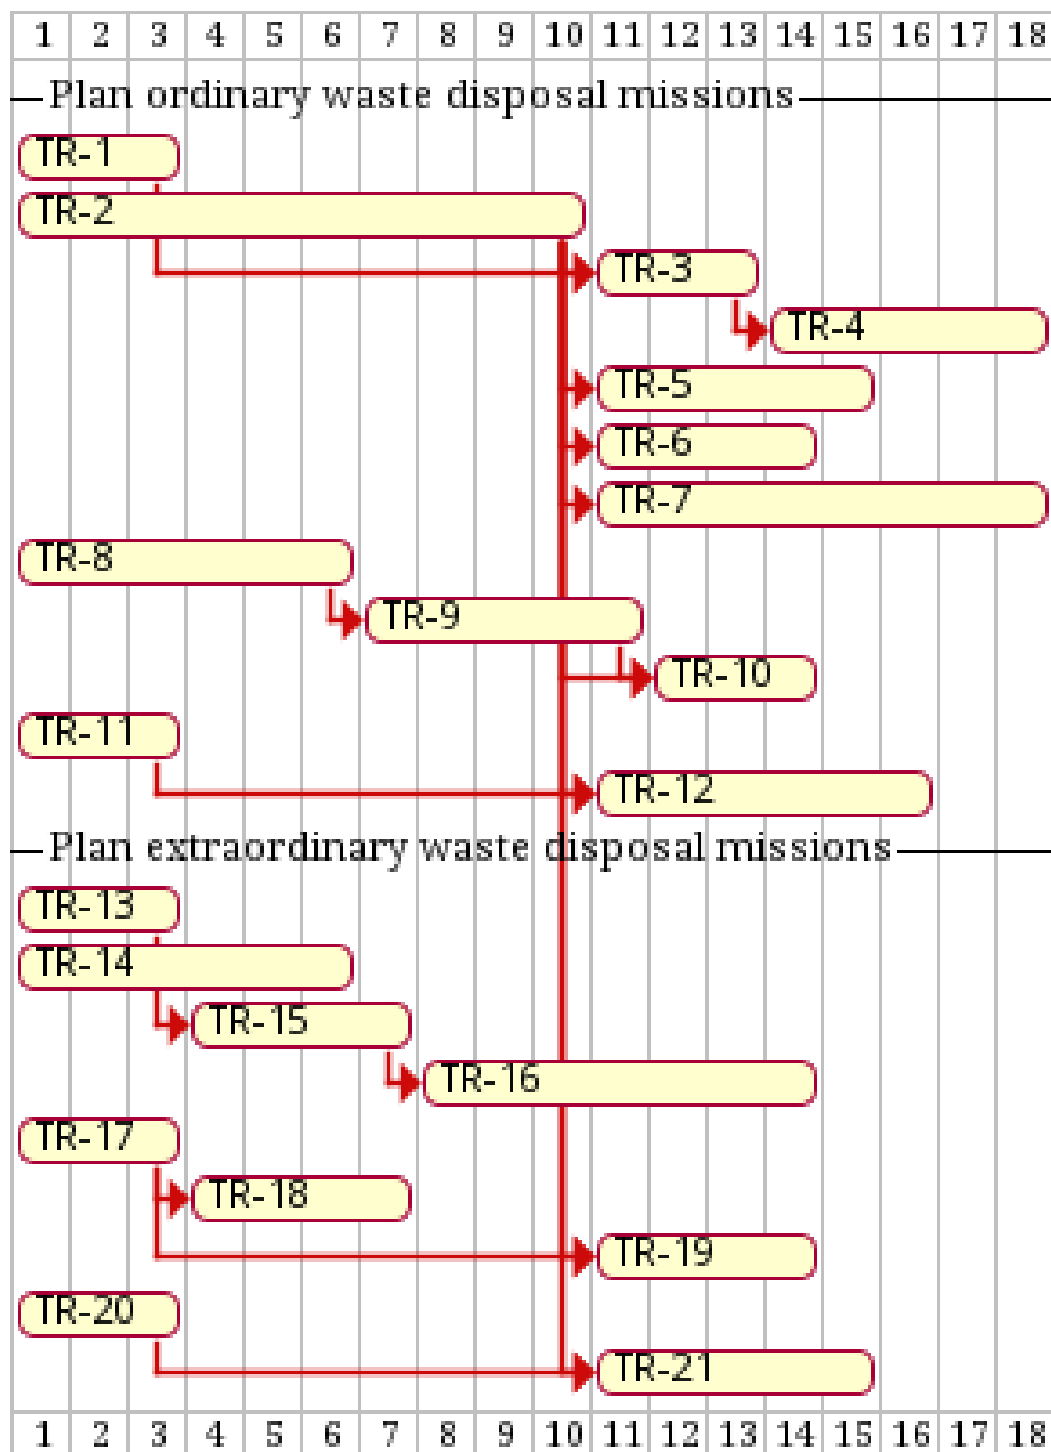 1 2 3 4 5 6 7 8 9 10 11 12 13 14 15 16 17 18
Plan ordinary waste disposal missions
TR-1
TR-2
TR-3
TR-4
TR-5
TR-6
TR-7
TR-8
TR-9
TR-10
TR-11
TR-12
Plan extraordinary waste disposal missions
TR-13
TR-14
TR-15
TR-16
TR-17
TR-18
TR-19
TR-20
TR-21
1 2 3 4 5 6 7 8 9 10 11 12 13 14 15 16 17 18